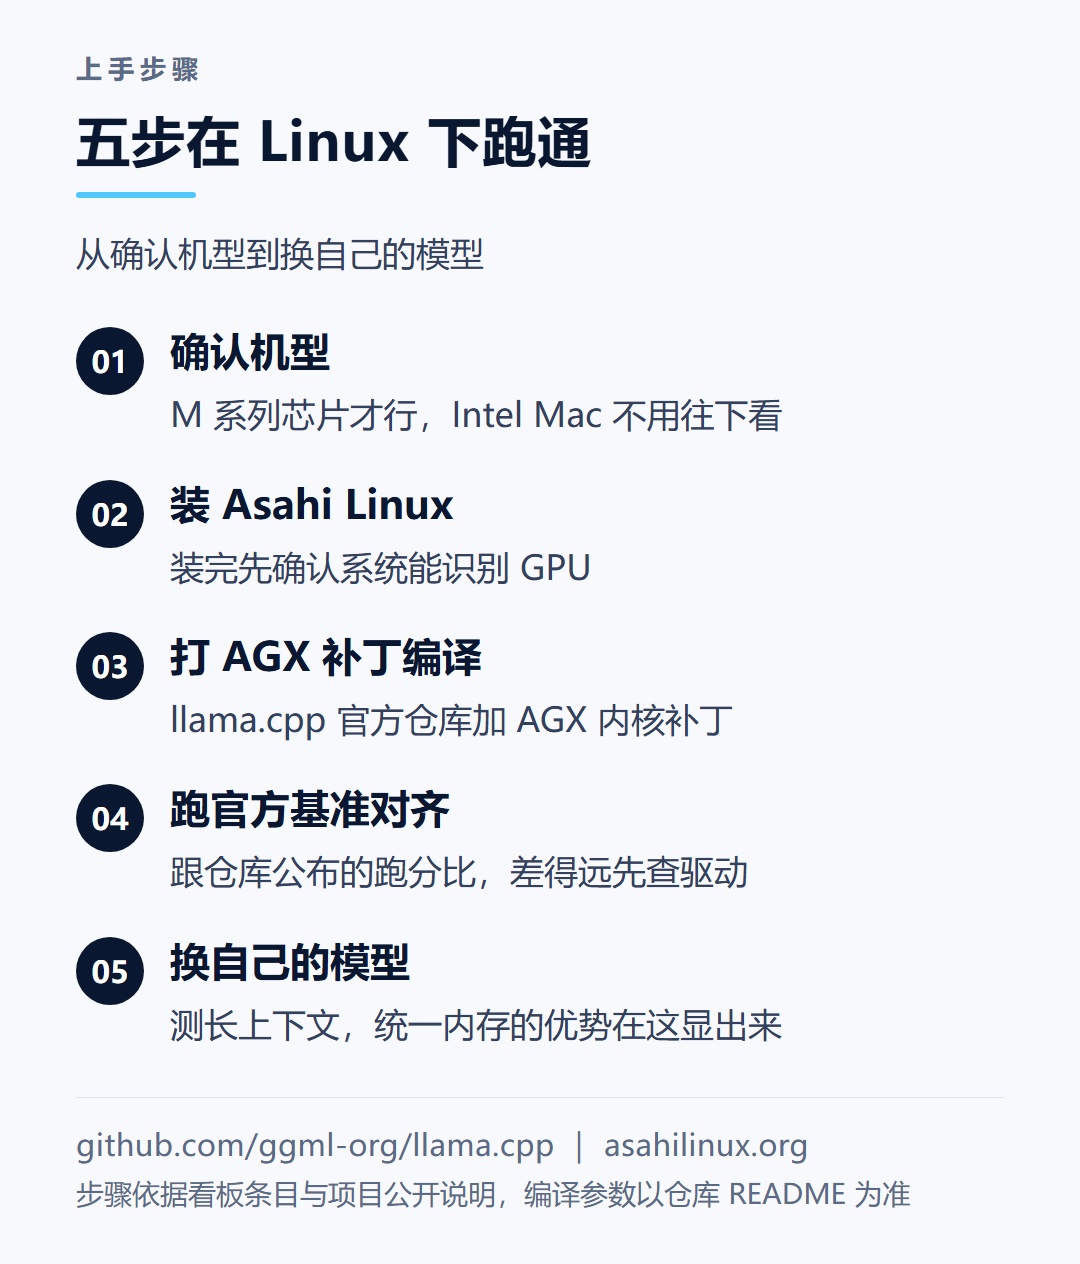 上手步骤
五步在 Linux 下跑通
从确认机型到换自己的模型
01
确认机型
M 系列芯片才行，Intel Mac 不用往下看
02
装 Asahi Linux
装完先确认系统能识别 GPU
03
打 AGX 补丁编译
llama.cpp 官方仓库加 AGX 内核补丁
04
跑官方基准对齐
跟仓库公布的跑分比，差得远先查驱动
05
换自己的模型
测长上下文，统一内存的优势在这显出来
github.com/ggml-org/llama.cpp | asahilinux.org
步骤依据看板条目与项目公开说明，编译参数以仓库 README 为准